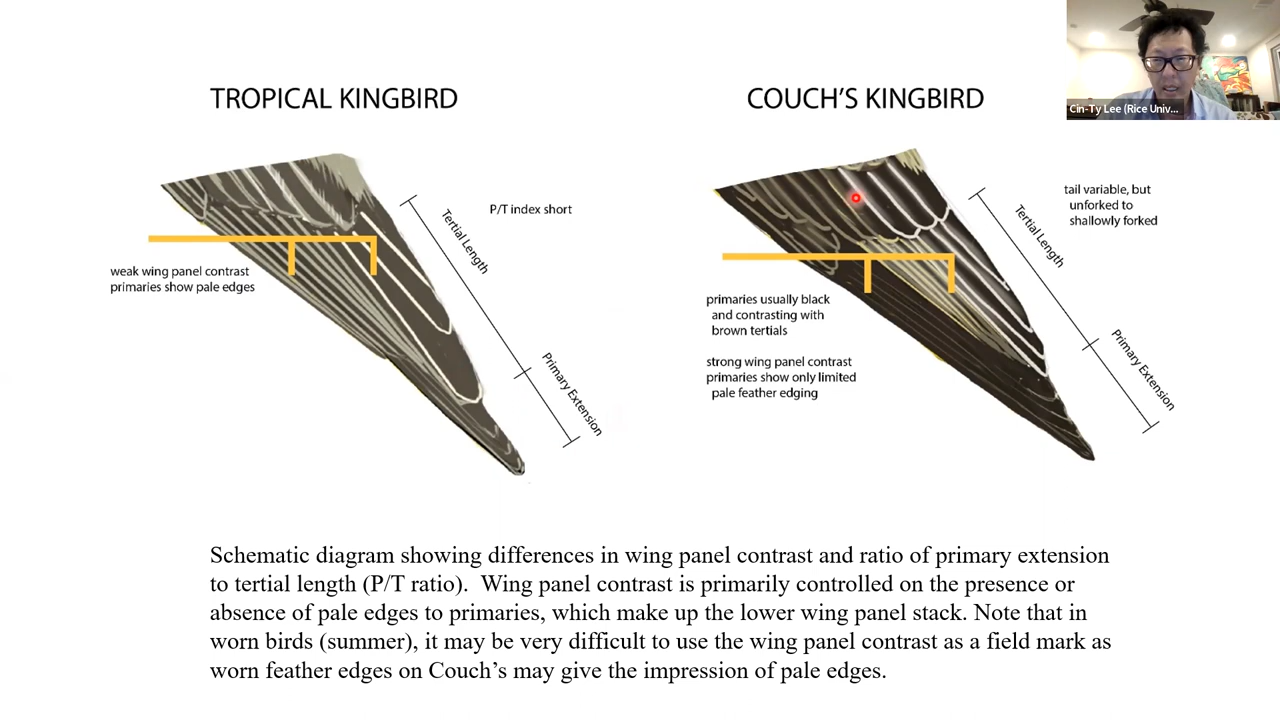 Cin-Ty Lee (Rice Univ...
TROPICAL KINGBIRD
COUCH'S KINGBIRD
P/T index short
Tertial Length
Primary Extension
weak wing panel contrast
primaries show pale edges
tail variable, but
unforked to
shallowly forked
Tertial Length
Primary Extension
primaries usually black
and contrasting with
brown tertials
strong wing panel contrast
primaries show only limited
pale feather edging
Schematic diagram showing differences in wing panel contrast and ratio of primary extension
to tertial length (P/T ratio).  Wing panel contrast is primarily controlled on the presence or
absence of pale edges to primaries, which make up the lower wing panel stack. Note that in
worn birds (summer), it may be very difficult to use the wing panel contrast as a field mark as
worn feather edges on Couch's may give the impression of pale edges.